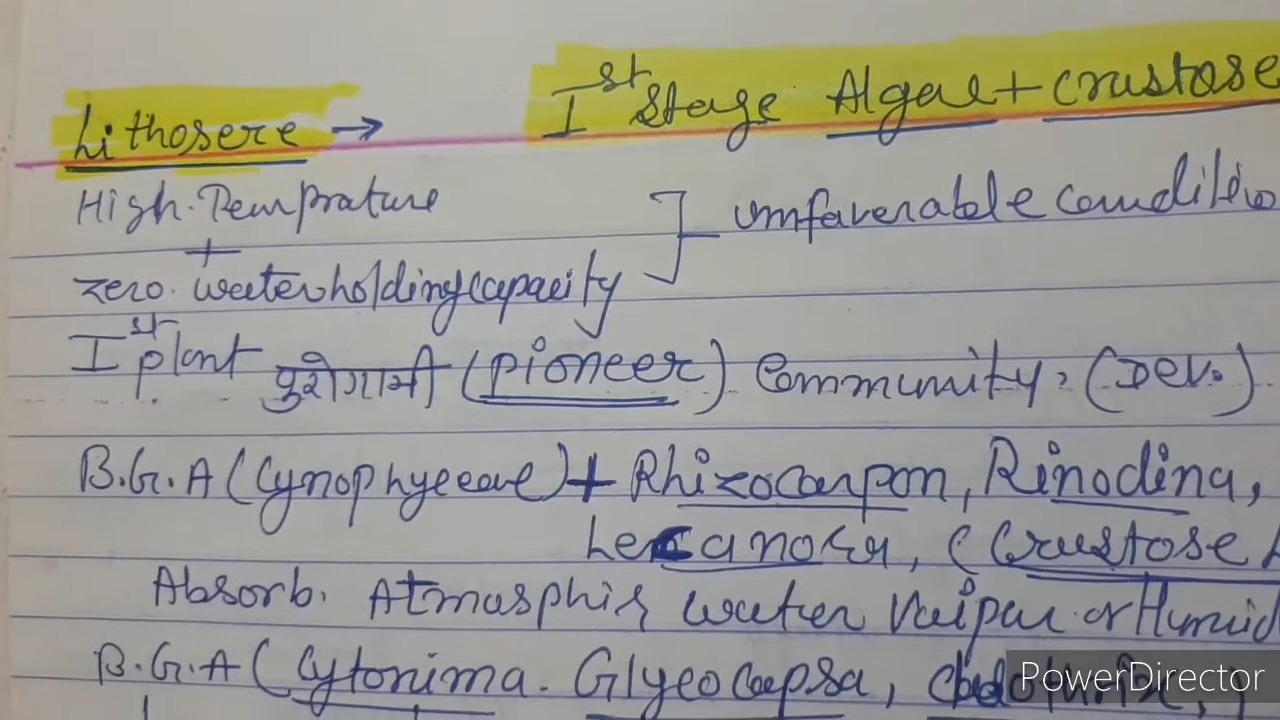 Lithosere → Ist Stage Algae + Crustose
High Temprature
+
zero water holding capacity ] unfaverable conditio
Ist plant पुरोगामी (Pioneer) Community, (Dev.)
B.G.A (Cynophyceae) + Rhizocarpon, Rinodina,
Lecanora, (Crustose
Absorb. Atmosphir water Vaipur or Humid
B.G.A (Cytonima. Glyeocapsa,
PowerDirector